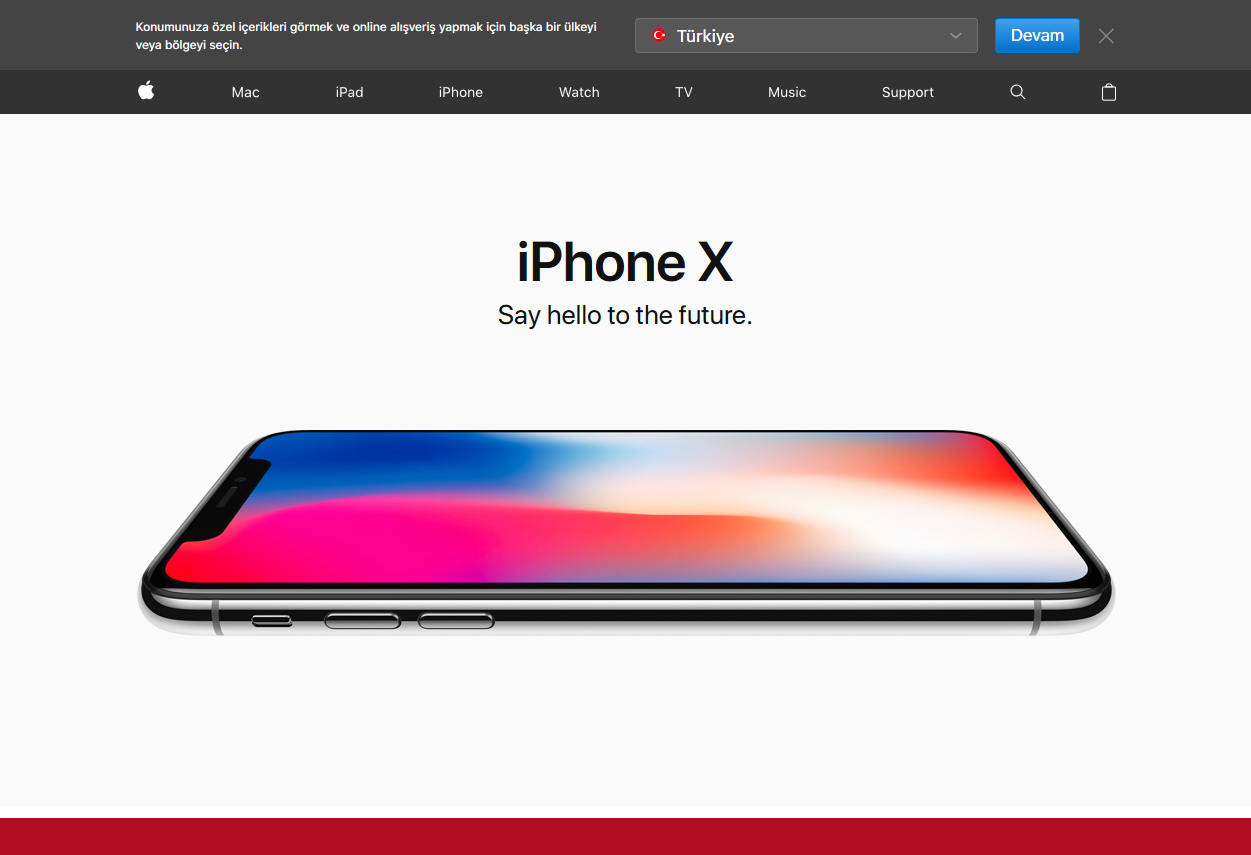 Konumunuza özel içerikleri görmek ve online alışveriş yapmak için başka bir ülkeyi
veya bölgeyi seçin.
Türkiye
Devam
Mac iPad iPhone Watch TV Music Support
iPhone X
Say hello to the future.